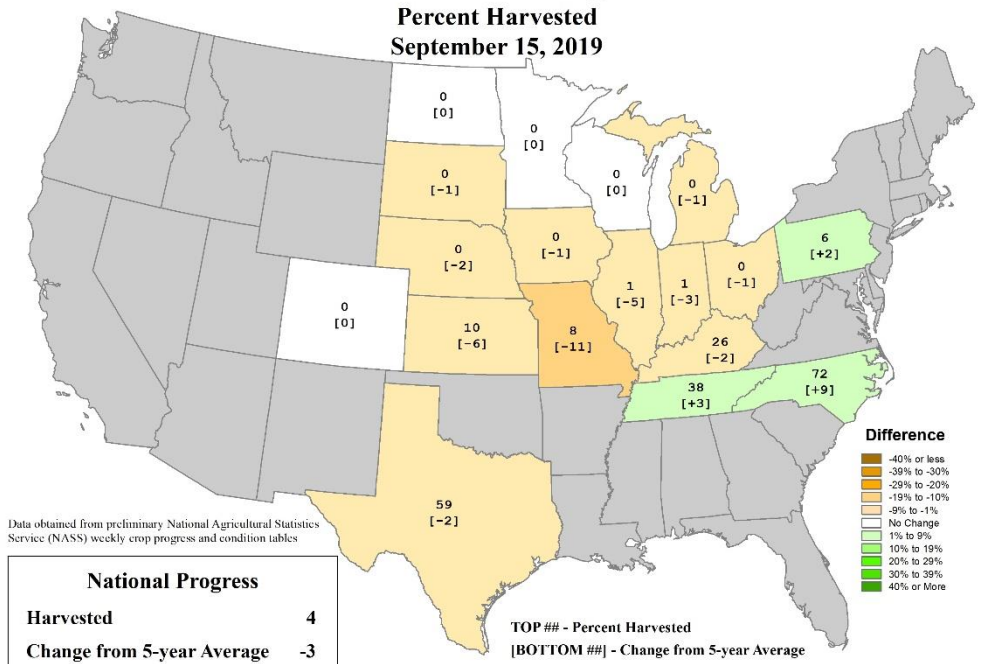 Percent Harvested
September 15, 2019
0
[0]
0
[0]
0
[0]
0
[-1]
0
[-1]
0
[-2]
0
[-1]
1
[-5]
1
[-3]
0
[-1]
6
[+2]
0
[0]
10
[-6]
8
[-11]
26
[-2]
38
[+3]
72
[+9]
59
[-2]
Difference
-40% or less
-39% to -30%
-29% to -20%
-19% to -10%
-9% to -1%
No Change
1% to 9%
10% to 19%
20% to 29%
30% to 39%
40% or More
Data obtained from preliminary National Agricultural Statistics
Service (NASS) weekly crop progress and condition tables
National Progress
Harvested 4
Change from 5-year Average -3
TOP ## - Percent Harvested
[BOTTOM ##] - Change from 5-year Average